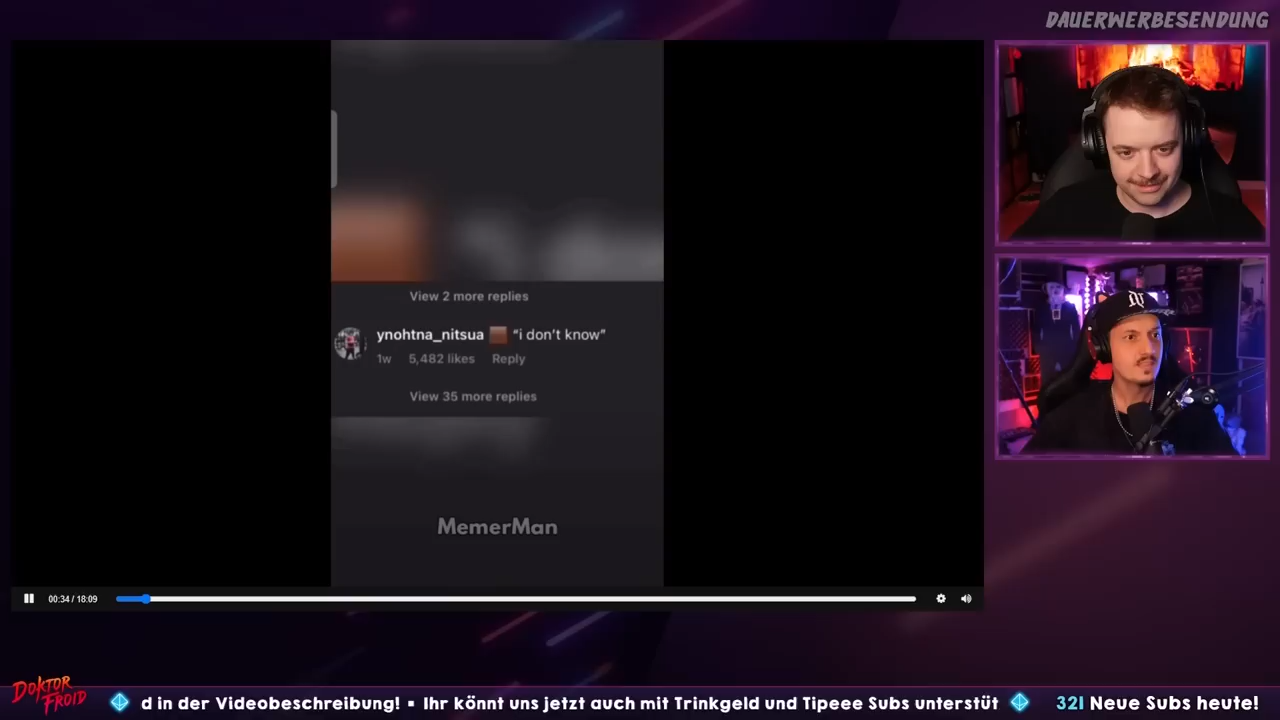 DAUERWERBESENDUNG
View 2 more replies
ynohtna_nitsua 🟫 “i don't know”
1w 5,482 likes Reply
View 35 more replies
MemerMan
00:34 / 18:09
DOKTOR FROID
d in der Videobeschreibung! ▪ Ihr könnt uns jetzt auch mit Trinkgeld und Tipeee Subs unterstüt
321 Neue Subs heute!